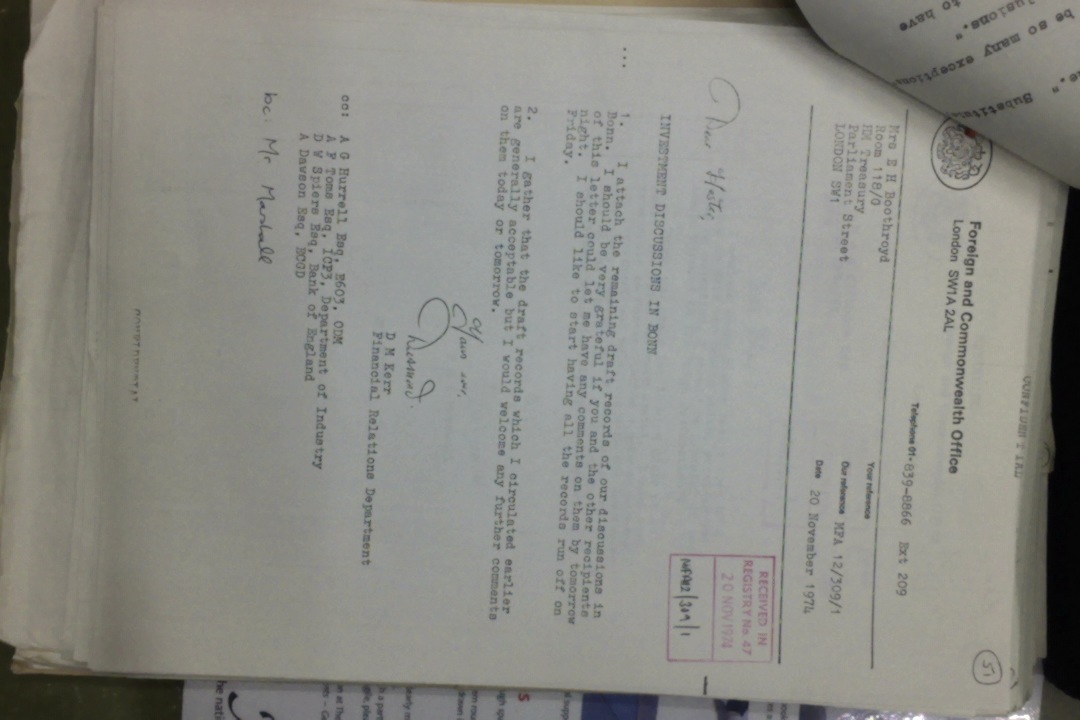 CONFIDENTIAL
51
Foreign and Commonwealth Office
London SW1A 2AL
Telephone 01- 839-8866 Ext 209
Mrs E H Boothroyd
Room 118/G
HM Treasury
Parliament Street
LONDON SW1
Your reference
Our reference MFA 12/309/1
Date 20 November 1974
RECEIVED IN
REGISTRY No. 47
20 NOV 1974
12/309/1
Dear
INVESTMENT DISCUSSIONS IN BONN
... 1. I attach the remaining draft records of our discussions in
Bonn. I should be very grateful if you and the other recipients
of this letter could let me have any comments on them by tomorrow
night. I should like to start having all the records run off on
Friday.
2. I gather that the draft records which I circulated earlier
are generally acceptable but I would welcome any further comments
on them today or tomorrow.
Yours ever,
D M Kerr
Financial Relations Department
cc: A G Hurrell Esq, E603, ODM
A F Toms Esq, ICP3, Department of Industry
D W Spiers Esq, Bank of England
A Dawson Esq, ECGD
bc: Mr Marshall
CONFIDENTIAL
Substitu
be so many exception
lusions."
to have